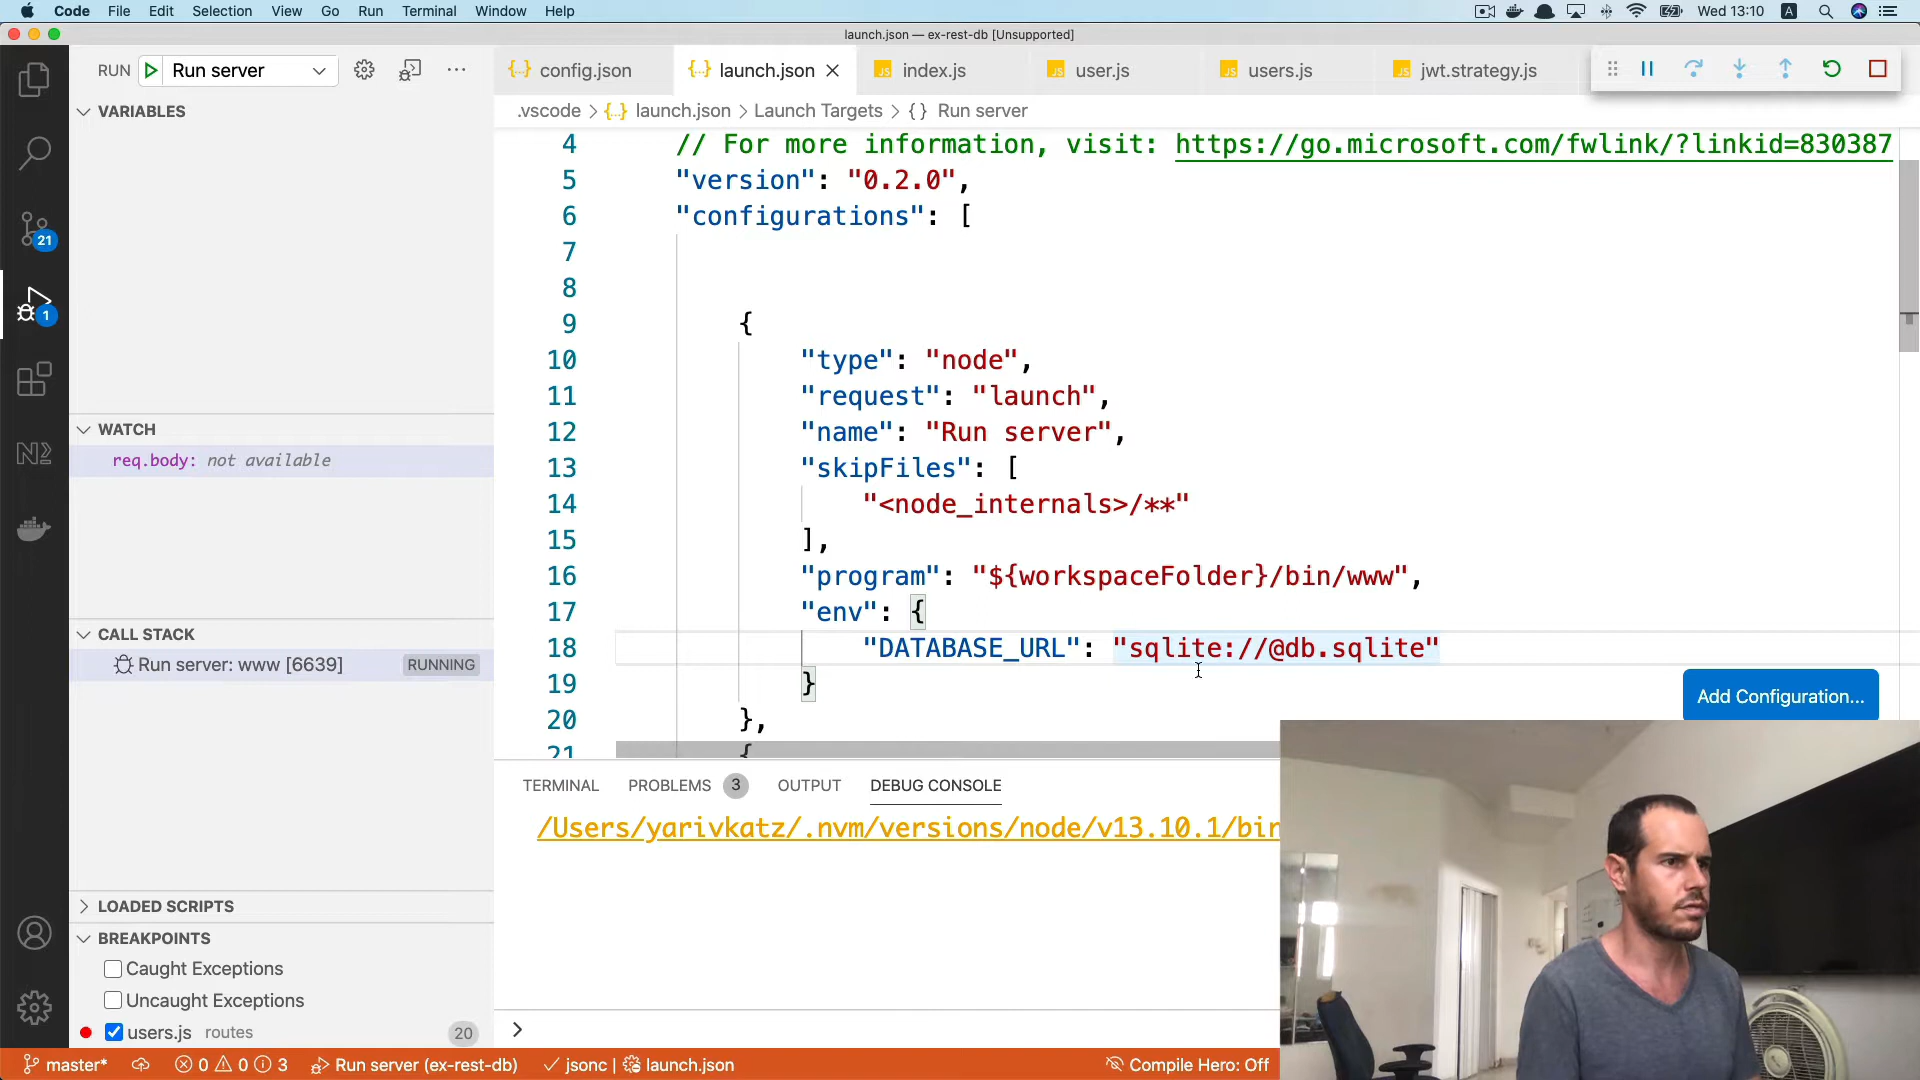 Code File Edit Selection View Go Run Terminal Window Help Wed 13:10 A
launch.json — ex-rest-db [Unsupported]
RUN Run server ···
config.json launch.json index.js user.js users.js jwt.strategy.js
.vscode > launch.json > Launch Targets > {} Run server
VARIABLES
WATCH
req.body: not available
CALL STACK
Run server: www [6639] RUNNING
LOADED SCRIPTS
BREAKPOINTS
Caught Exceptions
Uncaught Exceptions
users.js routes 20
21
1
4 // For more information, visit: https://go.microsoft.com/fwlink/?linkid=830387
5 "version": "0.2.0",
6 "configurations": [
7
8
9 {
10 "type": "node",
11 "request": "launch",
12 "name": "Run server",
13 "skipFiles": [
14 "<node_internals>/**"
15 ],
16 "program": "${workspaceFolder}/bin/www",
17 "env": {
18 "DATABASE_URL": "sqlite://@db.sqlite"
19 }
20 },
21 {
Add Configuration...
TERMINAL PROBLEMS 3 OUTPUT DEBUG CONSOLE
/Users/yarivkatz/.nvm/versions/node/v13.10.1/bin
>
master* 0 0 3 Run server (ex-rest-db) jsonc | launch.json Compile Hero: Off